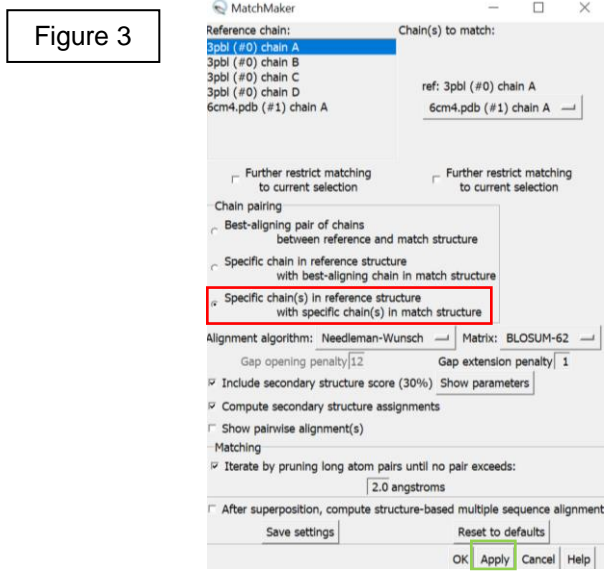 Figure 3
MatchMaker
Reference chain:
Chain(s) to match:
3pbl (#0) chain A
3pbl (#0) chain B
3pbl (#0) chain C
3pbl (#0) chain D
6cm4.pdb (#1) chain A
ref: 3pbl (#0) chain A
6cm4.pdb (#1) chain A
Further restrict matching
to current selection
Further restrict matching
to current selection
Chain pairing
Best-aligning pair of chains
between reference and match structure
Specific chain in reference structure
with best-aligning chain in match structure
Specific chain(s) in reference structure
with specific chain(s) in match structure
Alignment algorithm: Needleman-Wunsch Matrix: BLOSUM-62
Gap opening penalty 12 Gap extension penalty 1
Include secondary structure score (30%) Show parameters
Compute secondary structure assignments
Show pairwise alignment(s)
Matching
Iterate by pruning long atom pairs until no pair exceeds:
2.0 angstroms
After superposition, compute structure-based multiple sequence alignment
Save settings Reset to defaults
OK Apply Cancel Help